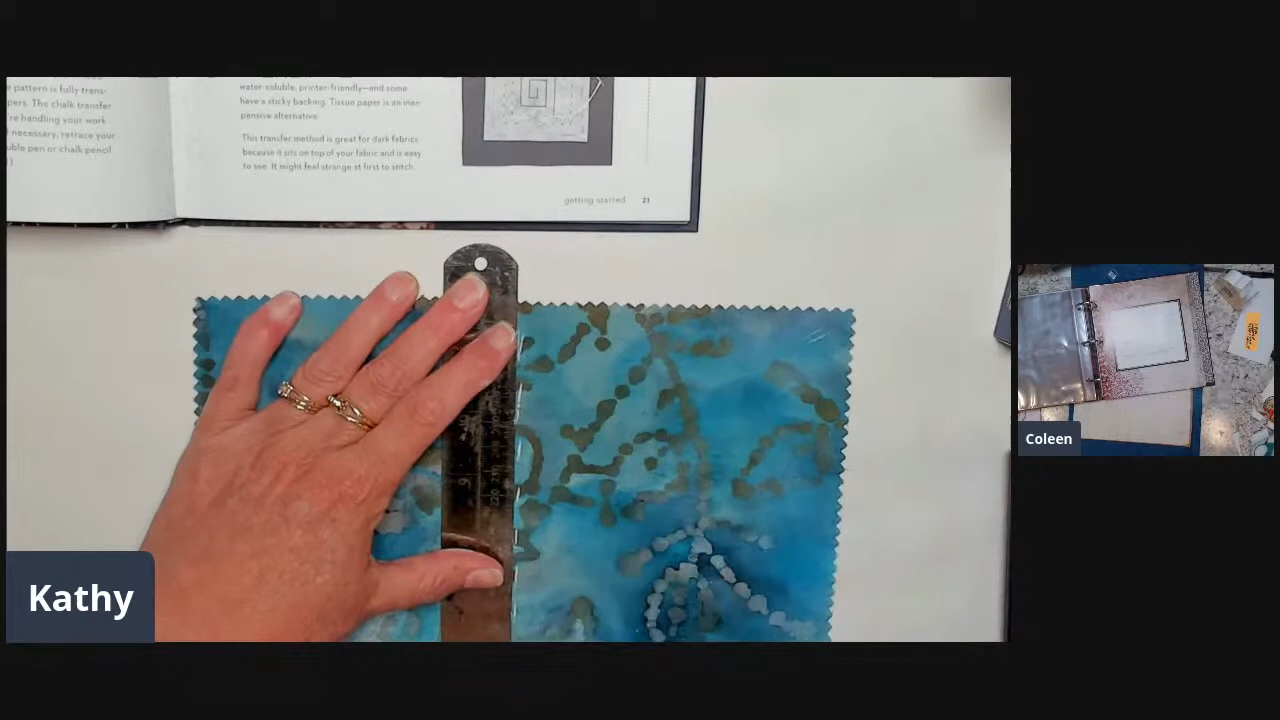 e pattern is fully trans-
pers. The chalk transfer
're handling your work
f necessary, retrace your
uble pen or chalk pencil
water-soluble, printer-friendly—and some
have a sticky backing. Tissue paper is an inex-
pensive alternative.
This transfer method is great for dark fabrics
because it sits on top of your fabric and is easy
to see. It might feel strange at first to stitch
getting started 21
9
220 230
Kathy
Coleen